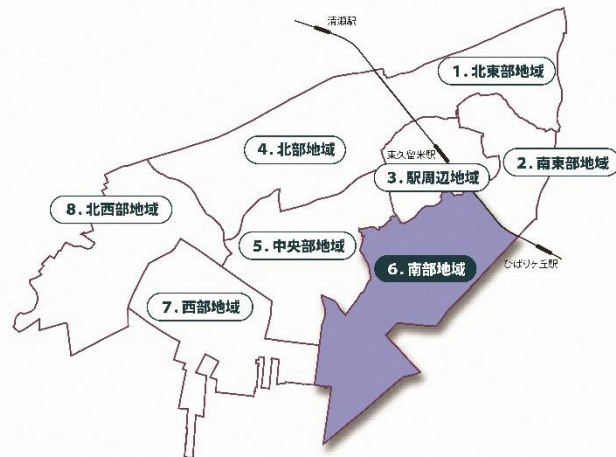 清瀬駅
1.北東部地域
4.北部地域
東久留米駅
2.南東部地域
3.駅周辺地域
8.北西部地域
5.中央部地域
6.南部地域
ひばりヶ丘駅
7.西部地域